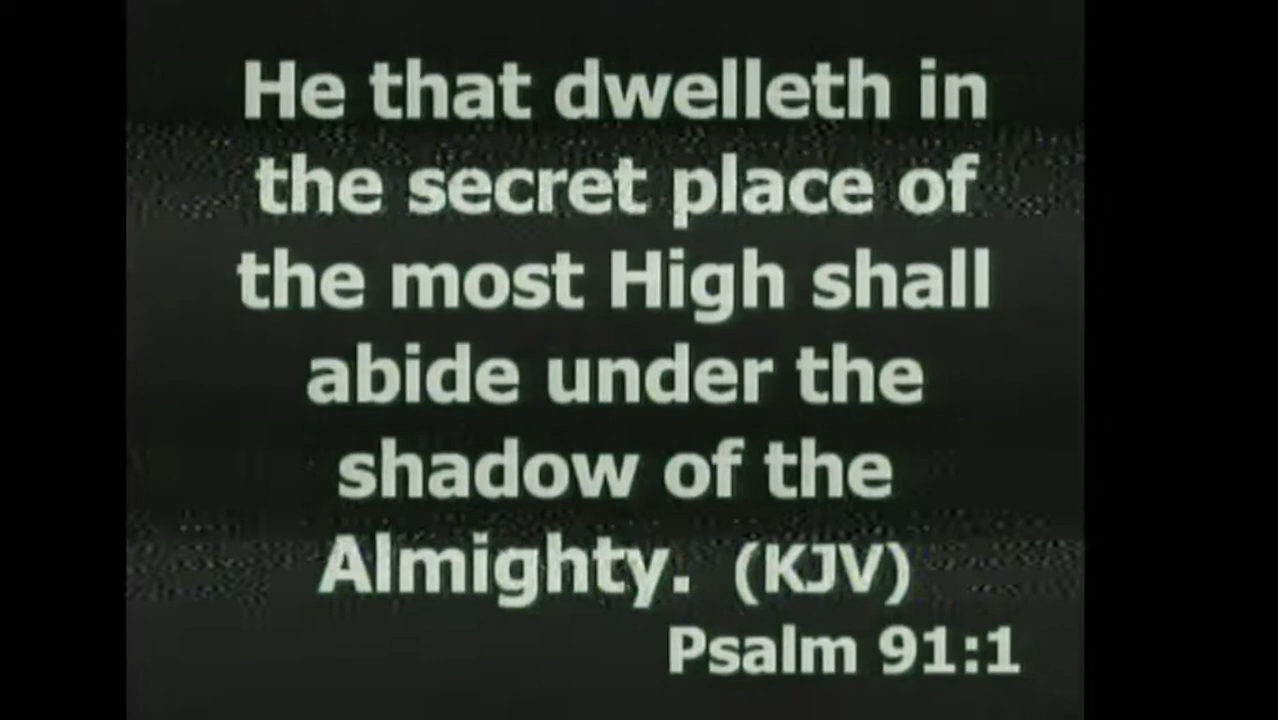 He that dwelleth in
the secret place of
the most High shall
abide under the
shadow of the
Almighty. (KJV)
Psalm 91:1